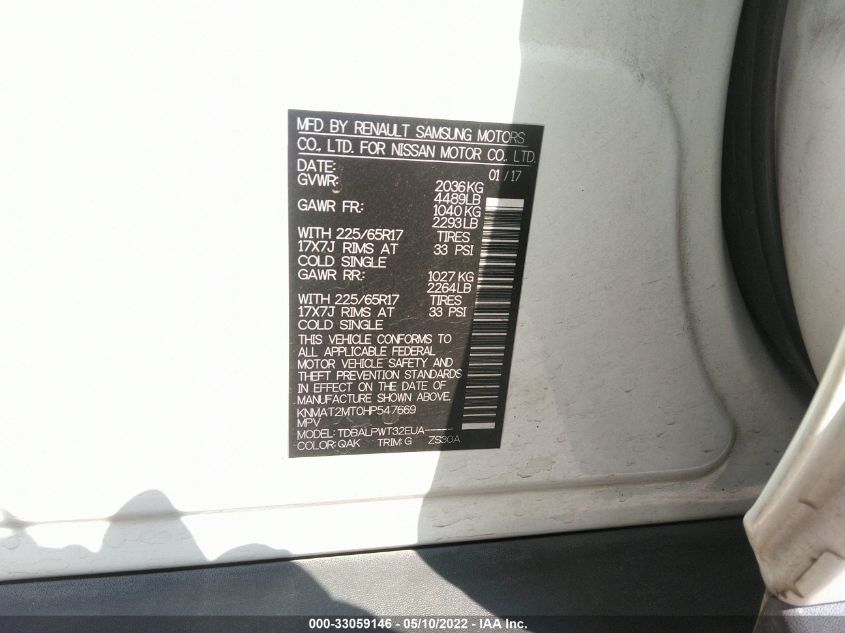 MFD BY RENAULT SAMSUNG MOTORS
CO., LTD. FOR NISSAN MOTOR CO., LTD.
DATE: 01 / 17
GVWR: 2036KG
4489LB
GAWR FR.: 1040KG
2293LB
WITH 225/65R17 TIRES
17X7J RIMS AT 33 PSI
COLD SINGLE
GAWR RR.: 1027 KG
2264LB
WITH 225/65R17 TIRES
17X7J RIMS AT 33 PSI
COLD SINGLE
THIS VEHICLE CONFORMS TO
ALL APPLICABLE FEDERAL
MOTOR VEHICLE SAFETY AND
THEFT PREVENTION STANDARDS
IN EFFECT ON THE DATE OF
MANUFACTURE SHOWN ABOVE.
KNMAT2MT0HP547669
MPV
MODEL: TDBALPWT32EUA------
COLOR: QAK TRIM: G ZS30A
000-33059146 - 05/10/2022 - IAA Inc.